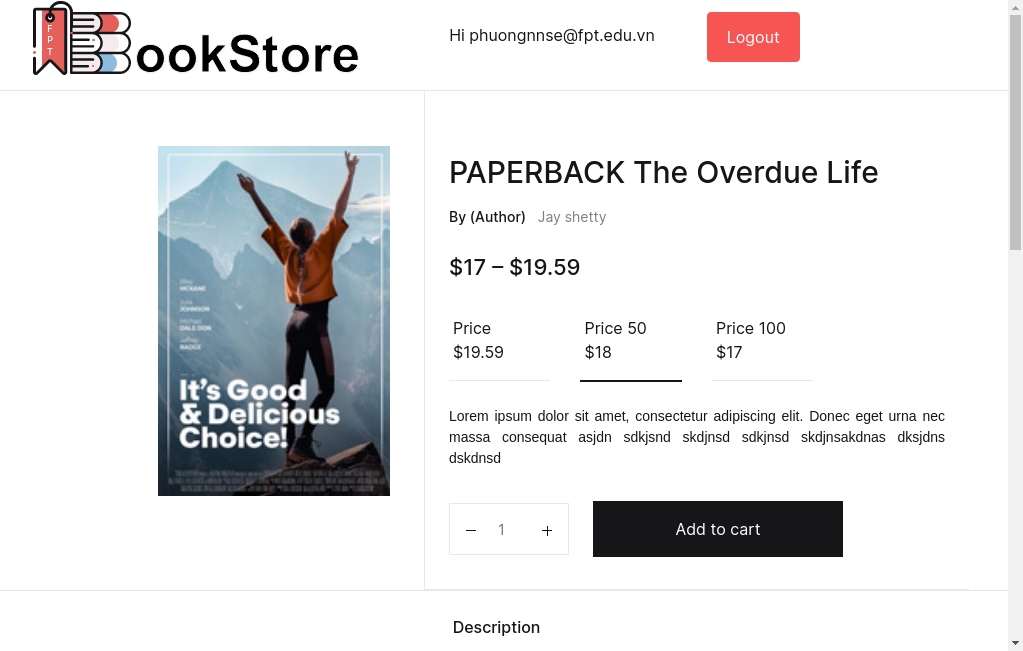 F
P
T
BookStore
Hi phuongnnse@fpt.edu.vn
Logout
PAPERBACK The Overdue Life
By (Author) Jay shetty
$17 – $19.59
Price
$19.59
Price 50
$18
Price 100
$17
Lorem ipsum dolor sit amet, consectetur adipiscing elit. Donec eget urna nec
massa consequat asjdn sdkjsnd skdjnsd sdkjnsd skdjnsakdnas dksjdns
dskdnsd
− 1 +
Add to cart
Description
JOHNSON
DALE DON
It's Good
& Delicious
Choice!